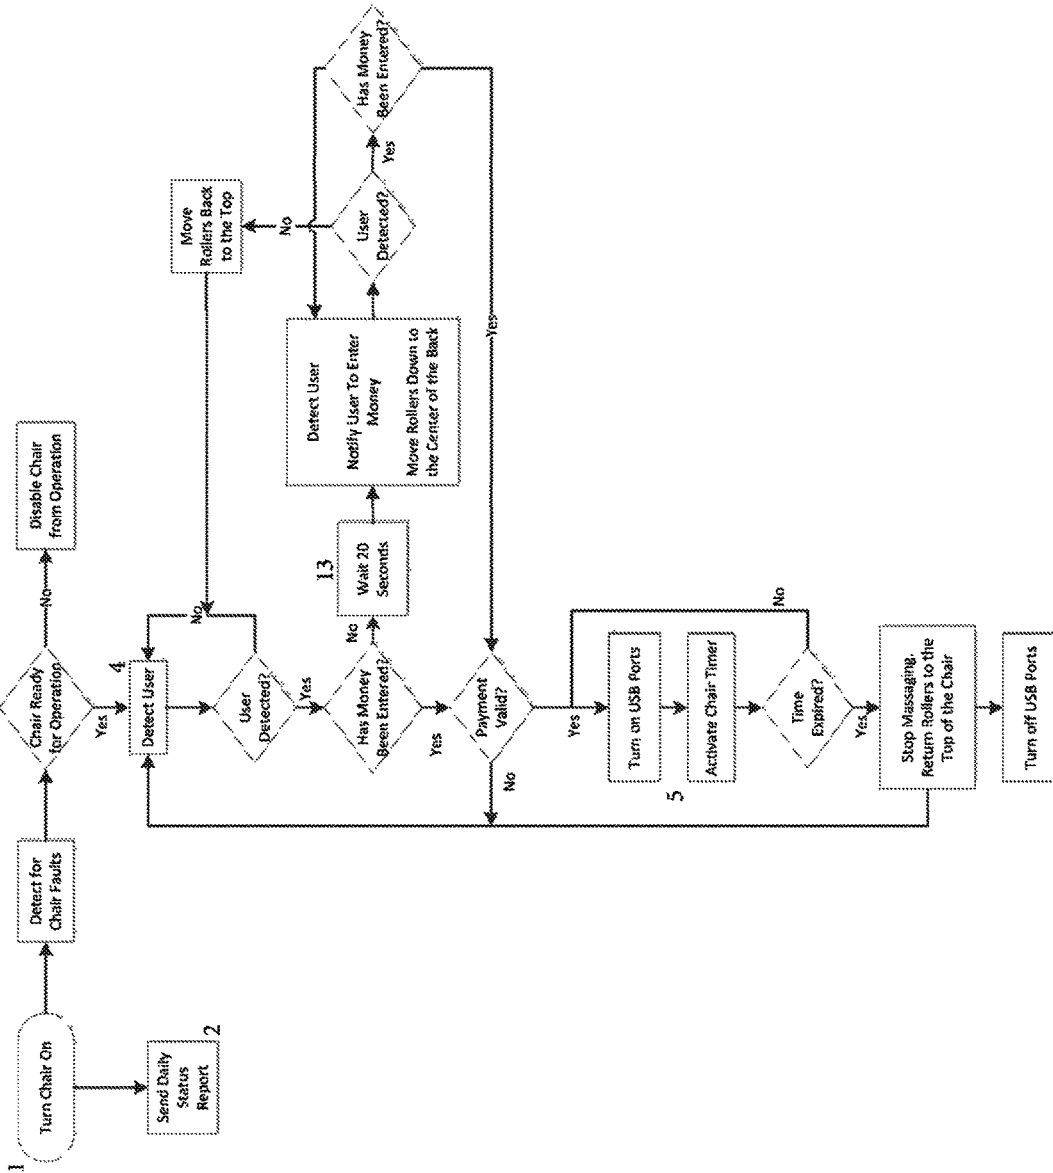 1
Turn Chair On
Send Daily
Status
Report
2
Detect for
Chair Faults
Chair Ready
for Operation
No
Disable Chair
from Operation
Yes
4
Detect User
User
Detected?
No
Yes
Has Money
Been Entered?
No
13
Wait 20
Seconds
Detect User
Notify User To Enter
Money
Move Rollers Down to
the Center of the Back
User
Detected?
No
Move
Rollers Back
to the Top
Yes
Has Money
Been Entered?
Yes
Yes
Payment
Valid?
No
Yes
Turn on USB Ports
5
Activate Chair Timer
Time
Expired?
No
Yes
Stop Massaging,
Return Rollers to the
Top of the Chair
Turn off USB Ports